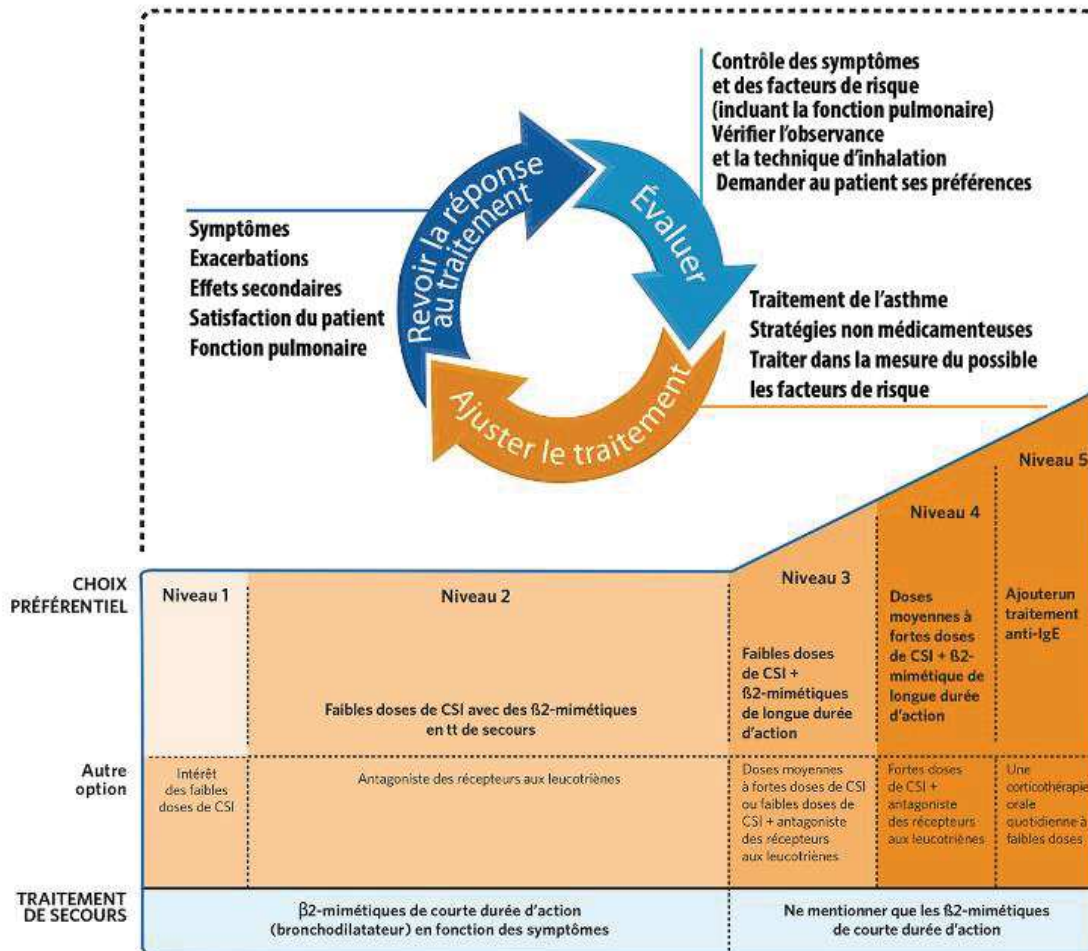 Contrôle des symptômes
et des facteurs de risque
(incluant la fonction pulmonaire)
Vérifier l'observance
et la technique d'inhalation
Demander au patient ses préférences
Revoir la réponse
au traitement
Évaluer
Ajuster le traitement
Symptômes
Exacerbations
Effets secondaires
Satisfaction du patient
Fonction pulmonaire
Traitement de l'asthme
Stratégies non médicamenteuses
Traiter dans la mesure du possible
les facteurs de risque
CHOIX
PRÉFÉRENTIEL
Niveau 1
Niveau 2
Faibles doses de CSI avec des ß2-mimétiques
en tt de secours
Niveau 3
Faibles doses
de CSI +
ß2-mimétiques
de longue durée
d'action
Niveau 4
Doses
moyennes à
fortes doses
de CSI + ß2-
mimétique de
longue durée
d'action
Niveau 5
Ajouterun
traitement
anti-IgE
Autre
option
Intérêt
des faibles
doses de CSI
Antagoniste des récepteurs aux leucotriènes
Doses moyennes
à fortes doses de CSI
ou faibles doses de
CSI + antagoniste
des récepteurs
aux leucotriènes
Fortes doses
de CSI +
antagoniste
des récepteurs
aux leucotriènes
Une
corticothérapie
orale
quotidienne à
faibles doses
TRAITEMENT
DE SECOURS
β2-mimétiques de courte durée d'action
(bronchodilatateur) en fonction des symptômes
Ne mentionner que les ß2-mimétiques
de courte durée d'action